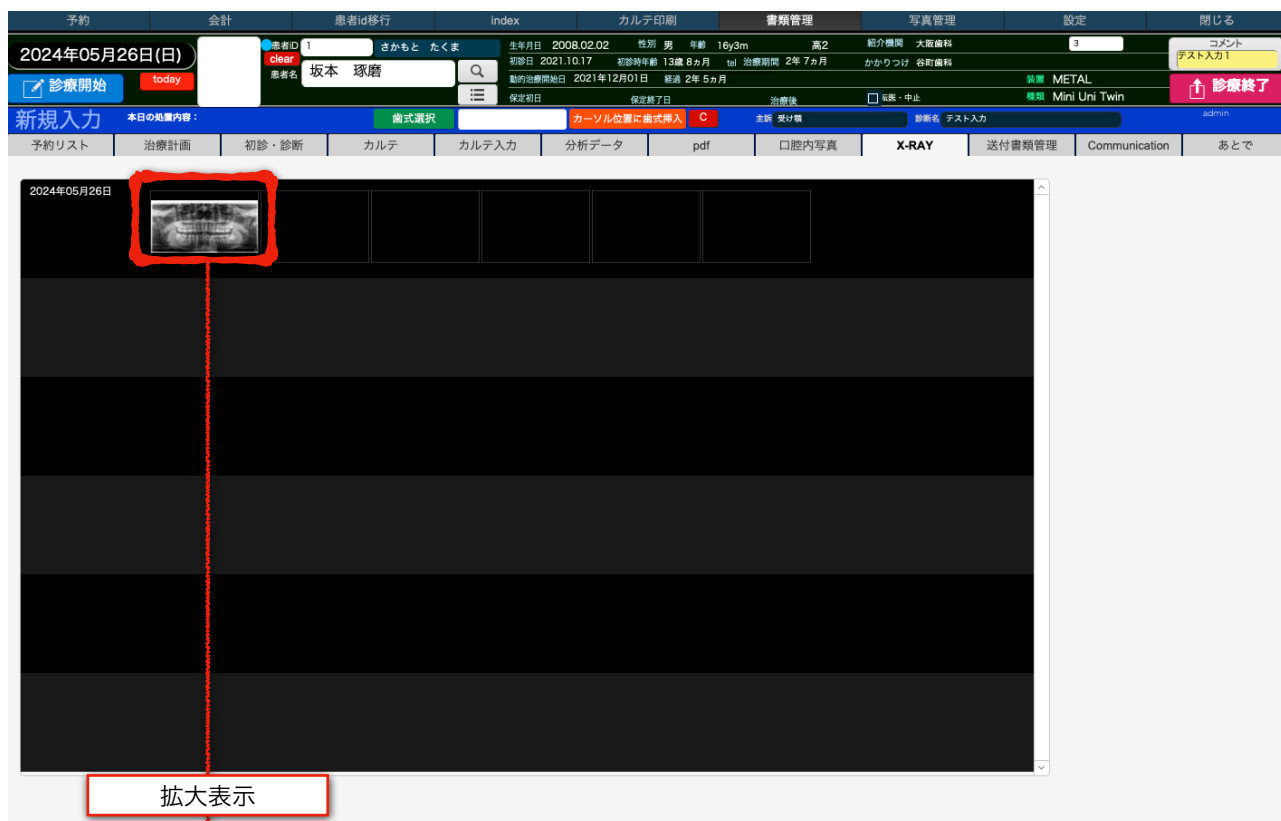 予約 会計 患者id移行 index カルテ印刷 書類管理 写真管理 設定 閉じる
2024年05月26日(日) 患者ID 1 さかもと たくま 生年月日 2008.02.02 性別 男 年齢 16y3m 高2 紹介機関 大阪歯科 3 コメント
clear 初診日 2021.10.17 初診時年齢 13歳 8ヵ月 tel 治療期間 2年 7ヵ月 かかりつけ 谷町歯科 テスト入力1
診療開始 today 患者名 坂本 琢磨 動的治療開始日 2021年12月01日 経過 2年 5ヵ月 装置 METAL 診療終了
保定初日 保定終了日 治療後 転医・中止 種類 Mini Uni Twin
新規入力 本日の処置内容: 歯式選択 カーソル位置に歯式挿入 C 主訴 受け顎 診断名 テスト入力 admin
予約リスト 治療計画 初診・診断 カルテ カルテ入力 分析データ pdf 口腔内写真 X-RAY 送付書類管理 Communication あとで
2024年05月26日
拡大表示